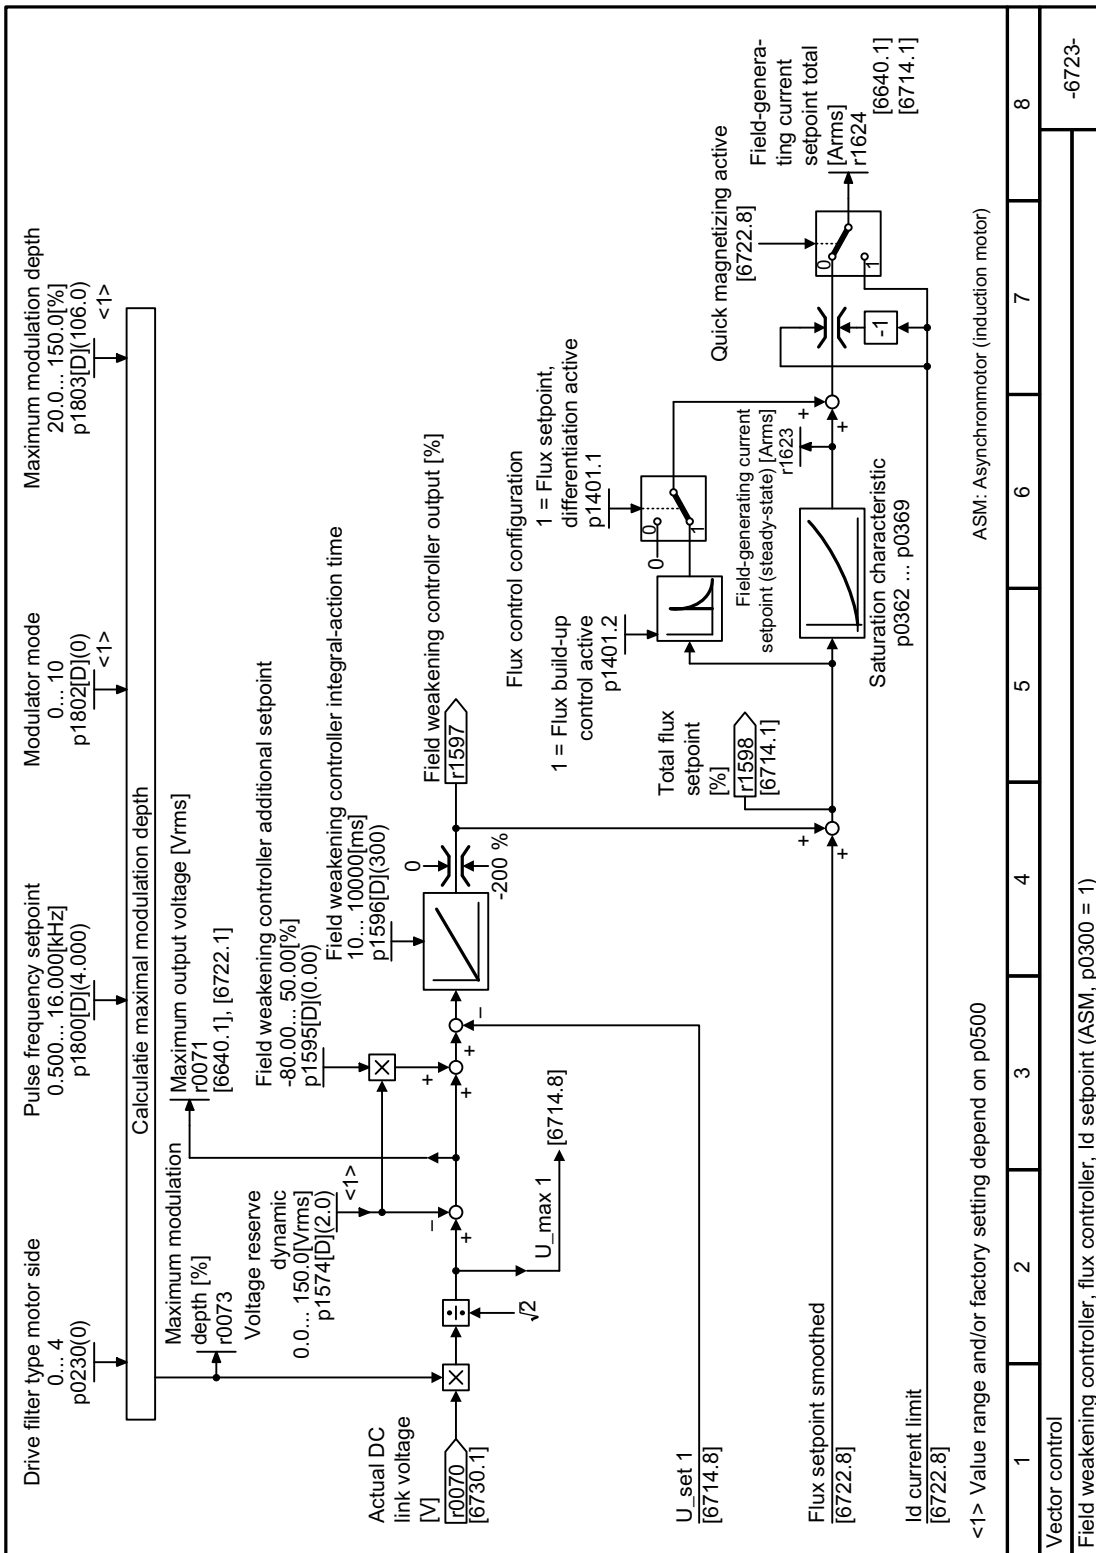 Drive filter type motor side
0... 4
p0230(0)
Pulse frequency setpoint
0.500... 16.000[kHz]
p1800[D](4.000)
Modulator mode
0... 10
p1802[D](0)
<1>
Maximum modulation depth
20.0... 150.0[%]
p1803[D](106.0)
<1>
Calculatie maximal modulation depth
Maximum modulation
depth [%]
r0073
Maximum output voltage [Vrms]
r0071
[6640.1], [6722.1]
Voltage reserve
dynamic
0.0... 150.0[Vrms]
p1574[D](2.0)
<1>
Field weakening controller additional setpoint
-80.00... 50.00[%]
p1595[D](0.00)
Field weakening controller integral-action time
10... 10000[ms]
p1596[D](300)
Actual DC
link voltage
[V]
r0070
[6730.1]
×
÷
√2
+
–
×
+
+
+
–
0
-200 %
Field weakening controller output [%]
r1597
U_max 1
[6714.8]
Flux control configuration
1 = Flux build-up
control active
p1401.2
1 = Flux setpoint,
differentiation active
p1401.1
0
0
1
Quick magnetizing active
[6722.8]
Total flux
setpoint
[%]
r1598
[6714.1]
Field-generating current
setpoint (steady-state) [Arms]
r1623
Field-genera-
ting current
setpoint total
[Arms]
r1624
[6640.1]
[6714.1]
U_set 1
[6714.8]
Flux setpoint smoothed
[6722.8]
+
+
Saturation characteristic
p0362 ... p0369
+
+
-1
0
1
Id current limit
[6722.8]
<1> Value range and/or factory setting depend on p0500
ASM: Asynchronmotor (induction motor)
1
2
3
4
5
6
7
8
Vector control
-6723-
Field weakening controller, flux controller, Id setpoint (ASM, p0300 = 1)